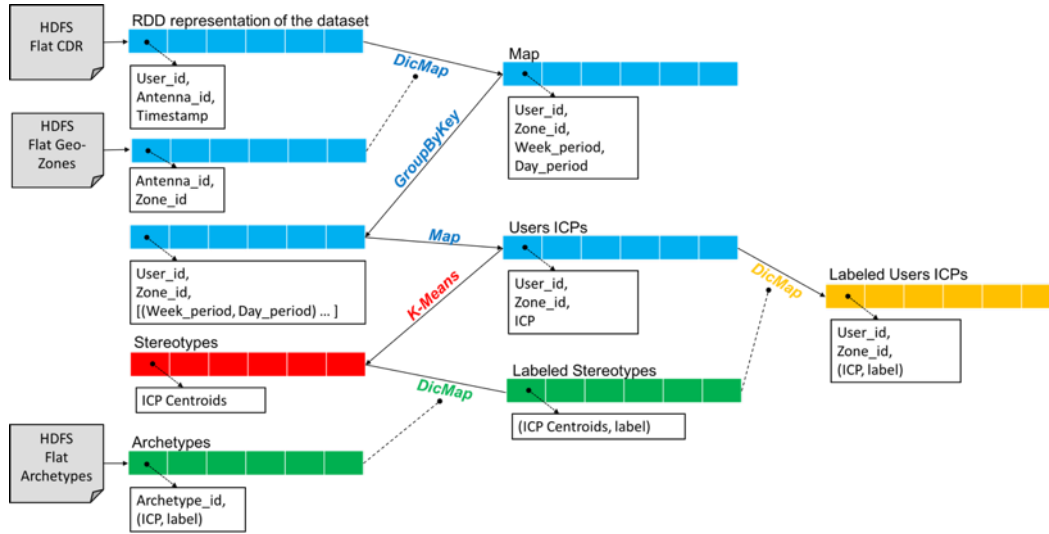 HDFS
Flat CDR
RDD representation of the dataset
User_id,
Antenna_id,
Timestamp
DicMap
Map
User_id,
Zone_id,
Week_period,
Day_period
HDFS
Flat Geo-
Zones
Antenna_id,
Zone_id
GroupByKey
User_id,
Zone_id,
[(Week_period, Day_period) ... ]
Map
Users ICPs
User_id,
Zone_id,
ICP
DicMap
Labeled Users ICPs
User_id,
Zone_id,
(ICP, label)
K-Means
Stereotypes
ICP Centroids
DicMap
Labeled Stereotypes
(ICP Centroids, label)
HDFS
Flat
Archetypes
Archetypes
Archetype_id,
(ICP, label)